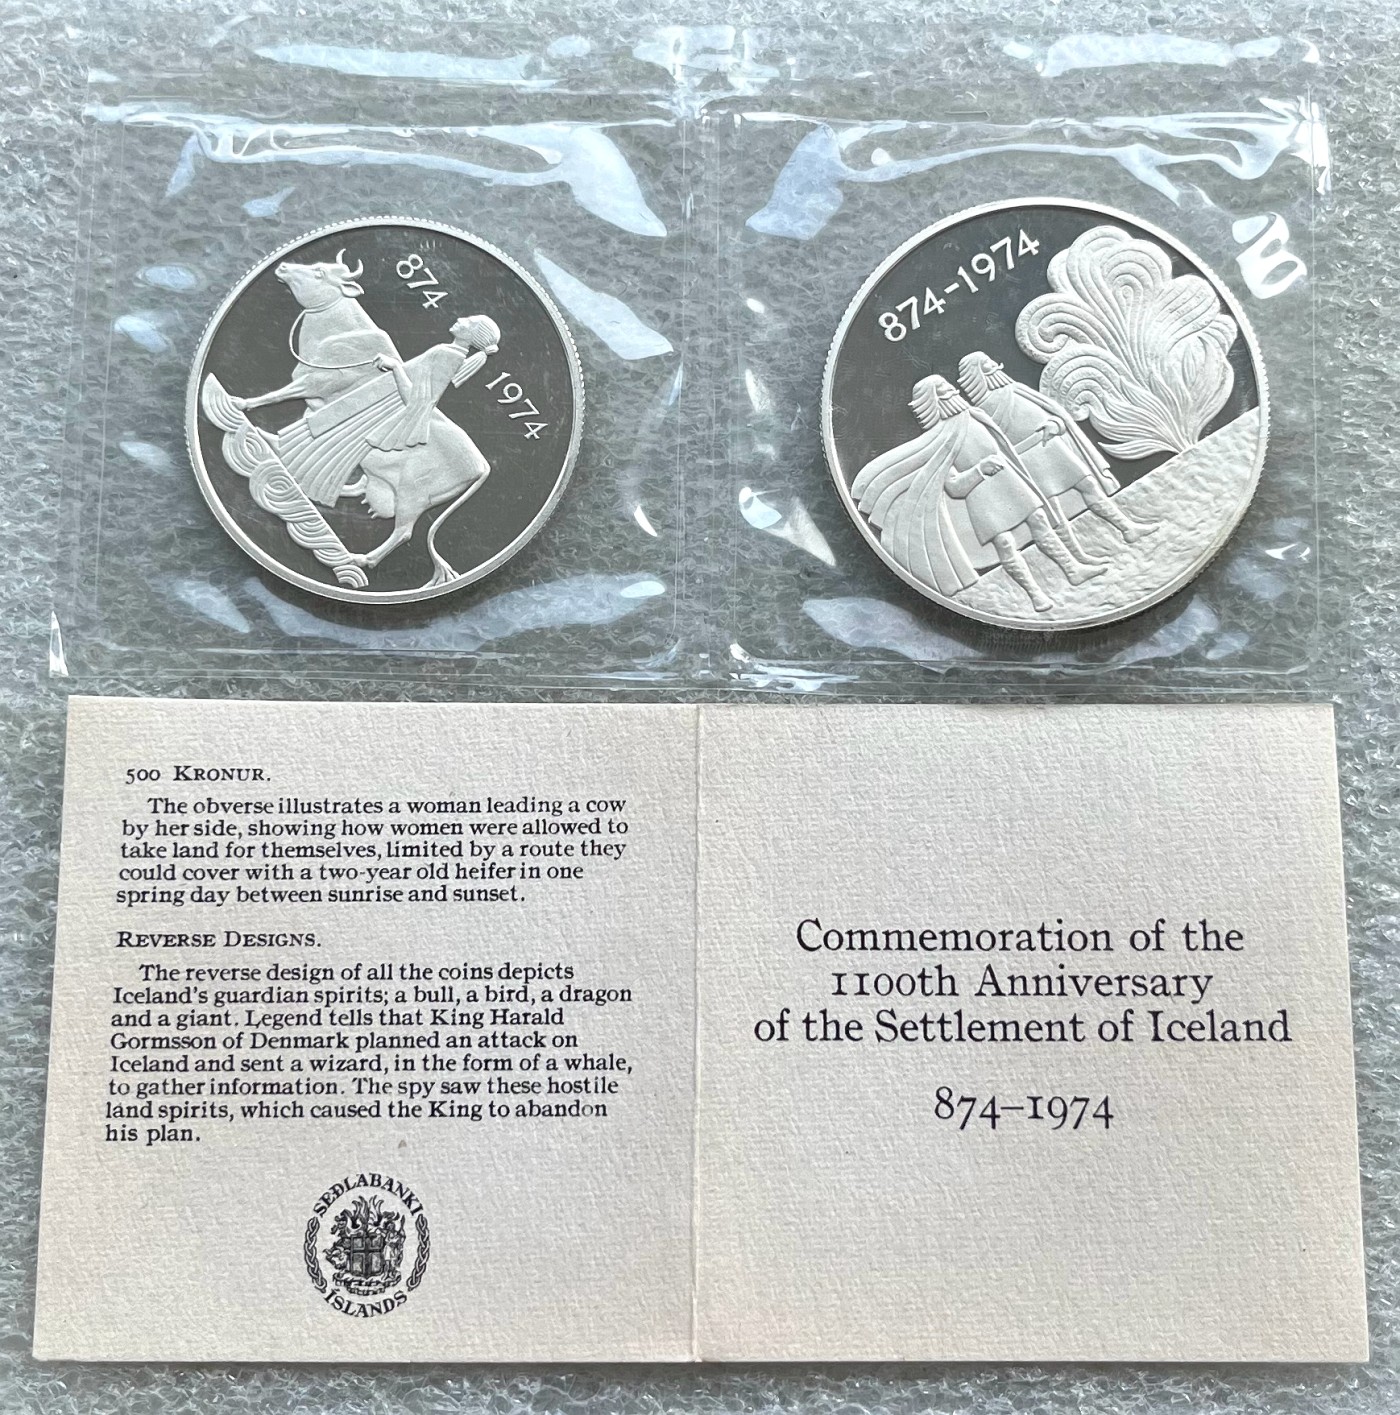 874
1974
874-1974
500 KRONUR.
The obverse illustrates a woman leading a cow
by her side, showing how women were allowed to
take land for themselves, limited by a route they
could cover with a two-year old heifer in one
spring day between sunrise and sunset.
REVERSE DESIGNS.
The reverse design of all the coins depicts
Iceland's guardian spirits; a bull, a bird, a dragon
and a giant. Legend tells that King Harald
Gormsson of Denmark planned an attack on
Iceland and sent a wizard, in the form of a whale,
to gather information. The spy saw these hostile
land spirits, which caused the King to abandon
his plan.
SEÐLABANKI
ÍSLANDS
Commemoration of the
1100th Anniversary
of the Settlement of Iceland
874–1974